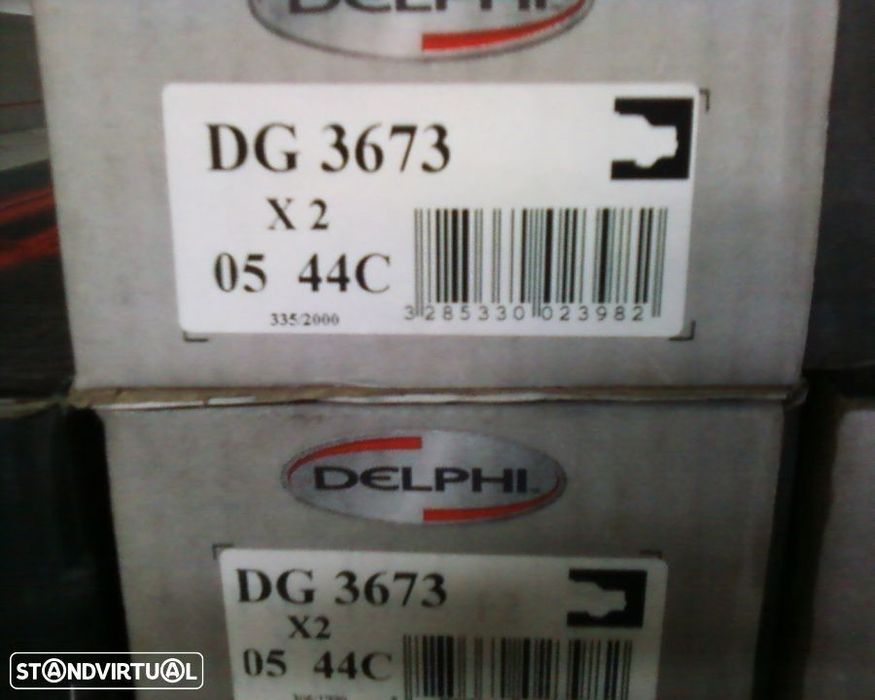 DELPHI
DG 3673
X 2
05 44C
335/2000
3 285330 023982
DELPHI
DG 3673
X2
05 44C
STANDVIRTUAL